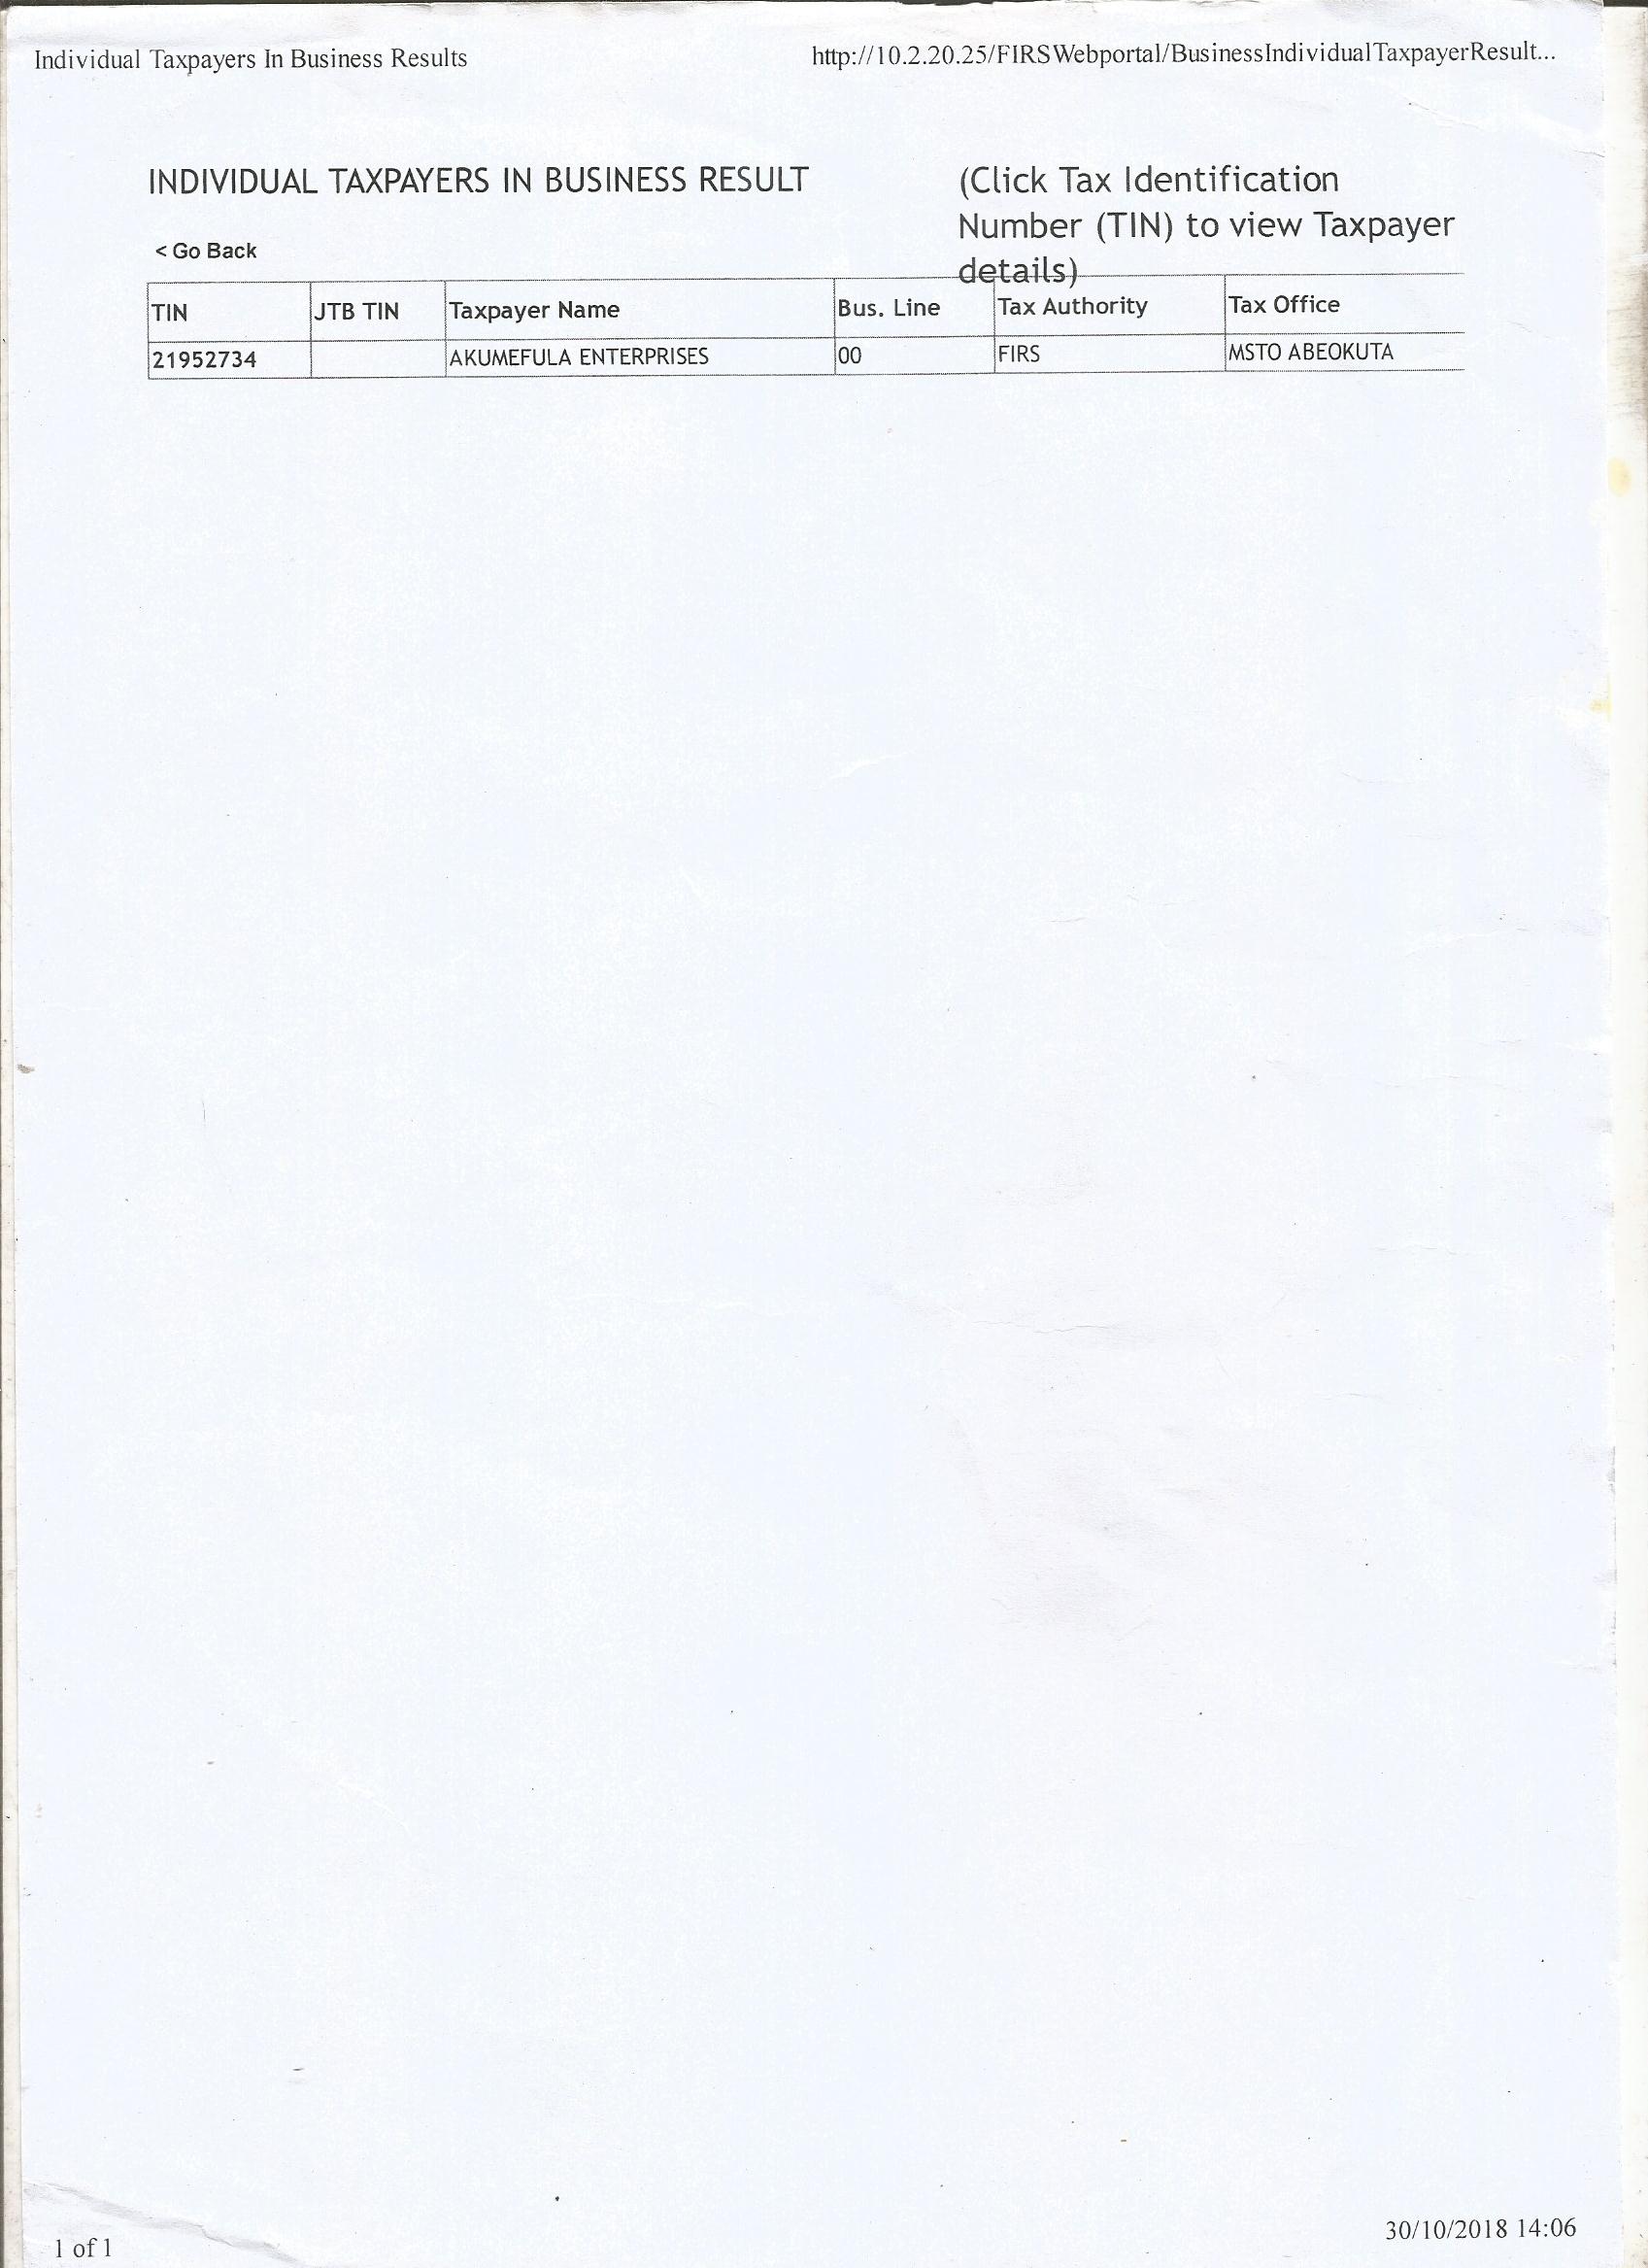 Individual Taxpayers In Business Results http://10.2.20.25/FIRSWebportal/BusinessIndividualTaxpayerResult...
INDIVIDUAL TAXPAYERS IN BUSINESS RESULT
(Click Tax Identification
Number (TIN) to view Taxpayer
details)
< Go Back
TIN JTB TIN Taxpayer Name Bus. Line Tax Authority Tax Office
21952734 AKUMEFULA ENTERPRISES 00 FIRS MSTO ABEOKUTA
1 of 1 30/10/2018 14:06